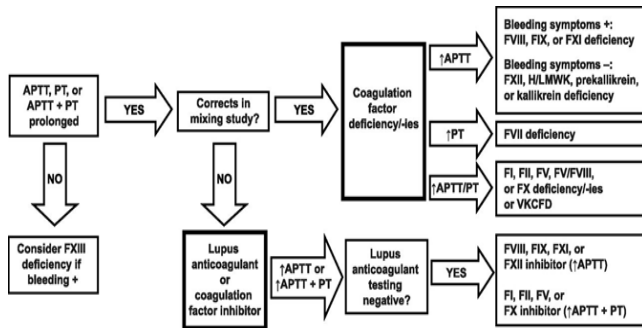 APTT, PT, or
APTT + PT
prolonged
YES
Corrects in
mixing study?
YES
Coagulation
factor
deficiency/-ies
↑APTT
Bleeding symptoms +:
FVIII, FIX, or FXI deficiency
Bleeding symptoms –:
FXII, H/LMWK, prekallikrein,
or kallikrein deficiency
↑PT
FVII deficiency
↑APTT/PT
FI, FII, FV, FV/FVIII,
or FX deficiency/-ies
or VKCFD
NO
NO
Consider FXIII
deficiency if
bleeding +
Lupus
anticoagulant
or coagulation
factor inhibitor
↑APTT or
↑APTT + PT
Lupus
anticoagulant
testing
negative?
YES
FVIII, FIX, FXI, or
FXII inhibitor (↑APTT)
FI, FII, FV, or
FX inhibitor (↑APTT + PT)